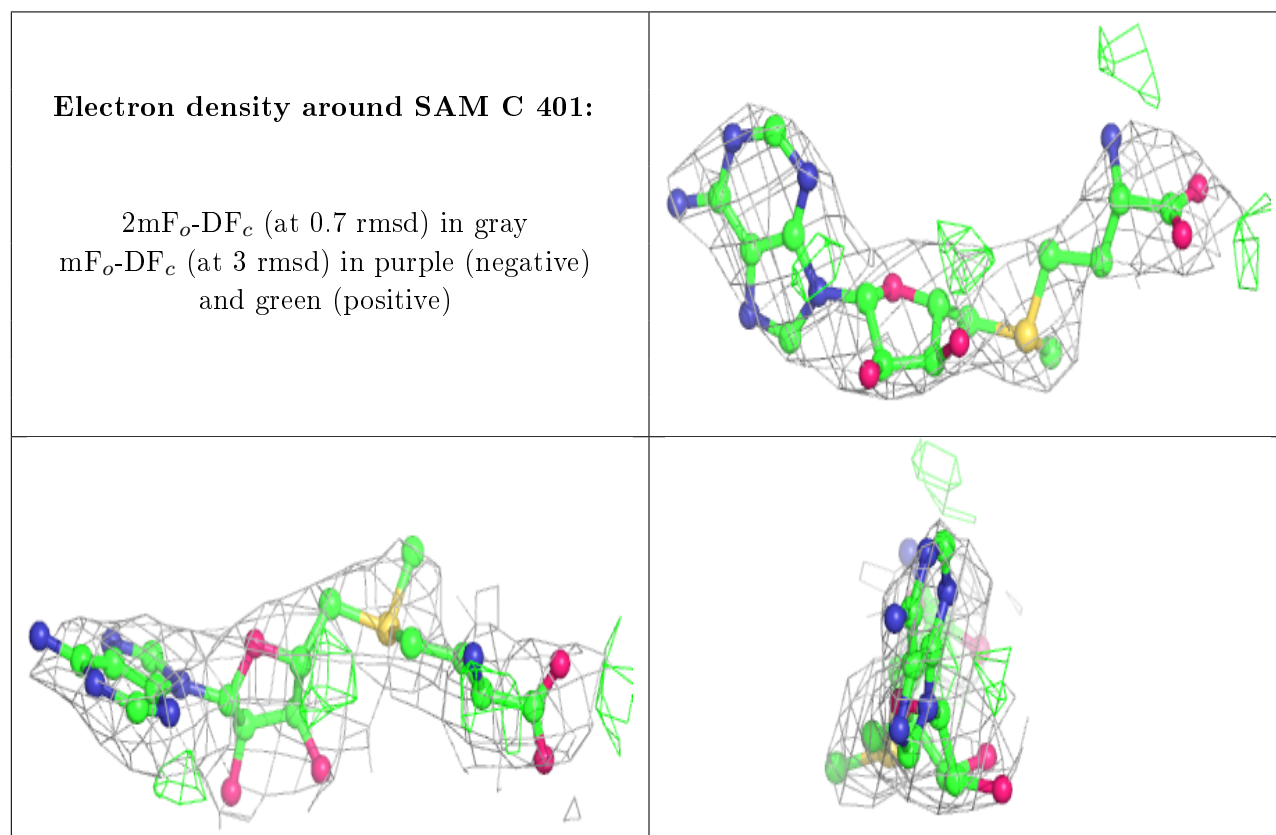 Electron density around SAM C 401:
2mFₒ-DF𝒸 (at 0.7 rmsd) in gray
mFₒ-DF𝒸 (at 3 rmsd) in purple (negative)
and green (positive)